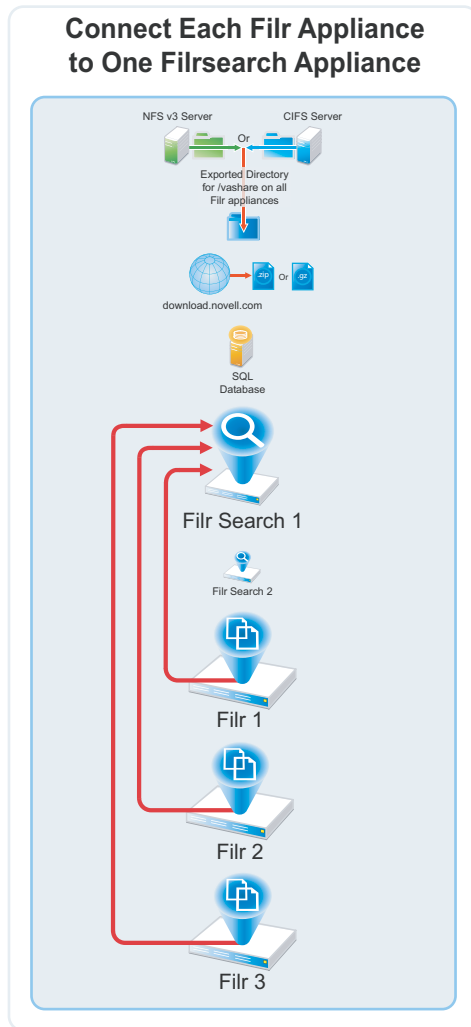 Connect Each Filr Appliance
to One Filrsearch Appliance
NFS v3 Server
Or
CIFS Server
Exported Directory
for /vashare on all
Filr appliances
.zip Or .gz
download.novell.com
SQL
Database
Filr Search 1
Filr Search 2
Filr 1
Filr 2
Filr 3